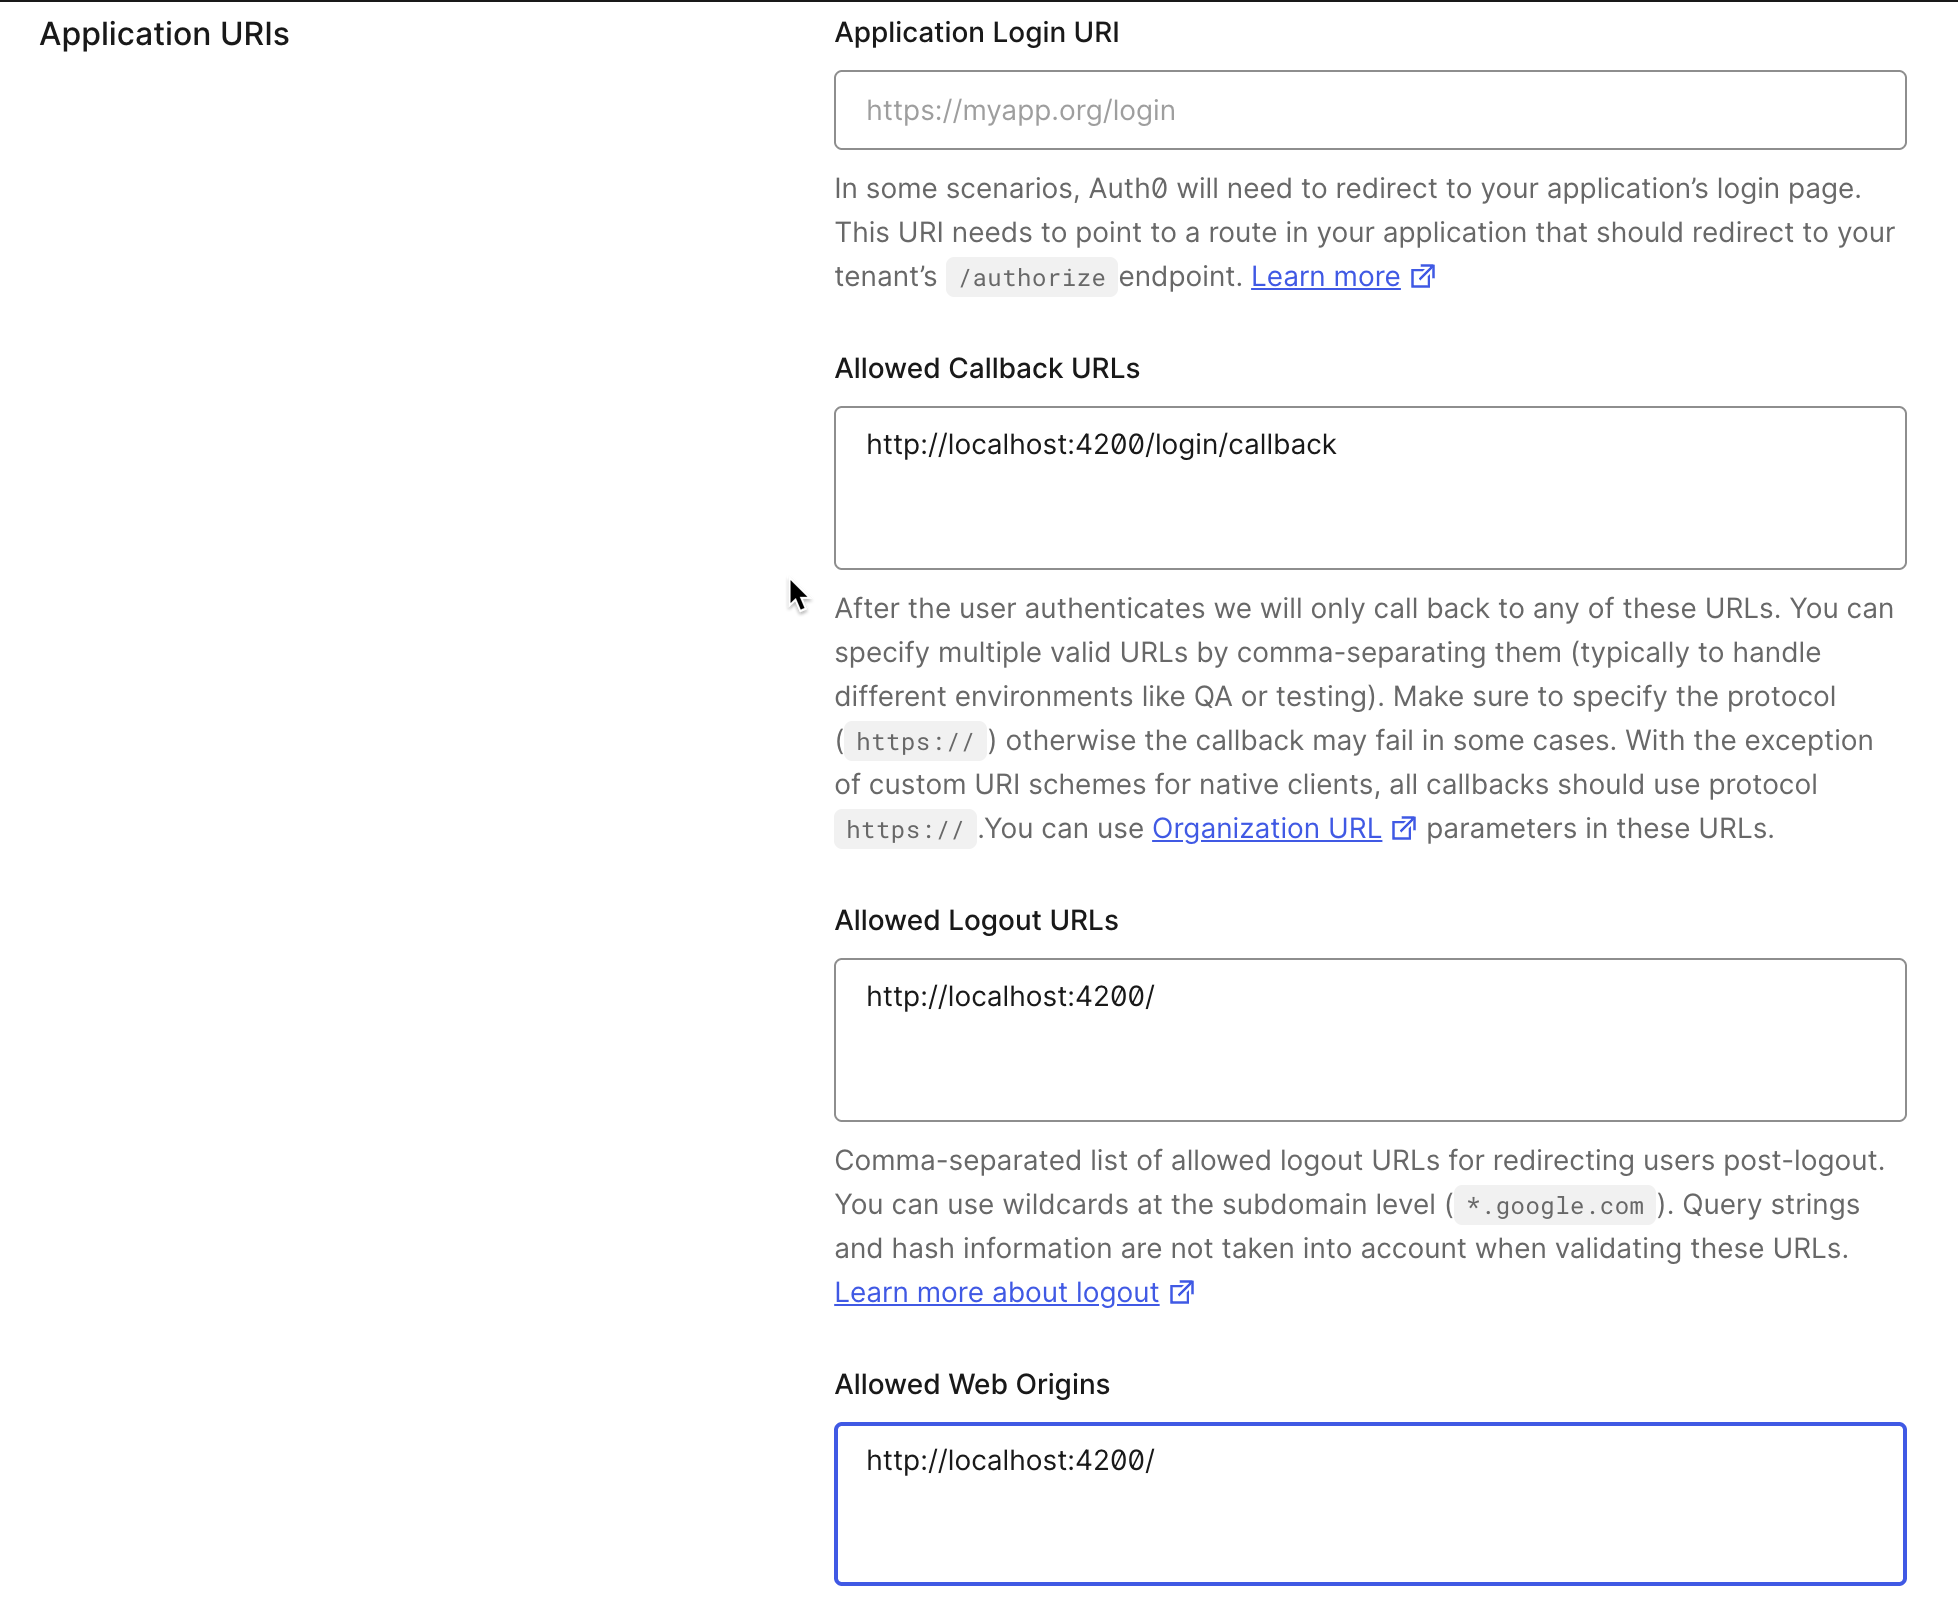 Application URIs
Application Login URI
https://myapp.org/login
In some scenarios, Auth0 will need to redirect to your application’s login page.
This URI needs to point to a route in your application that should redirect to your
tenant’s /authorize endpoint. Learn more
Allowed Callback URLs
http://localhost:4200/login/callback
After the user authenticates we will only call back to any of these URLs. You can
specify multiple valid URLs by comma-separating them (typically to handle
different environments like QA or testing). Make sure to specify the protocol
( https:// ) otherwise the callback may fail in some cases. With the exception
of custom URI schemes for native clients, all callbacks should use protocol
https:// .You can use Organization URL parameters in these URLs.
Allowed Logout URLs
http://localhost:4200/
Comma-separated list of allowed logout URLs for redirecting users post-logout.
You can use wildcards at the subdomain level ( *.google.com ). Query strings
and hash information are not taken into account when validating these URLs.
Learn more about logout
Allowed Web Origins
http://localhost:4200/